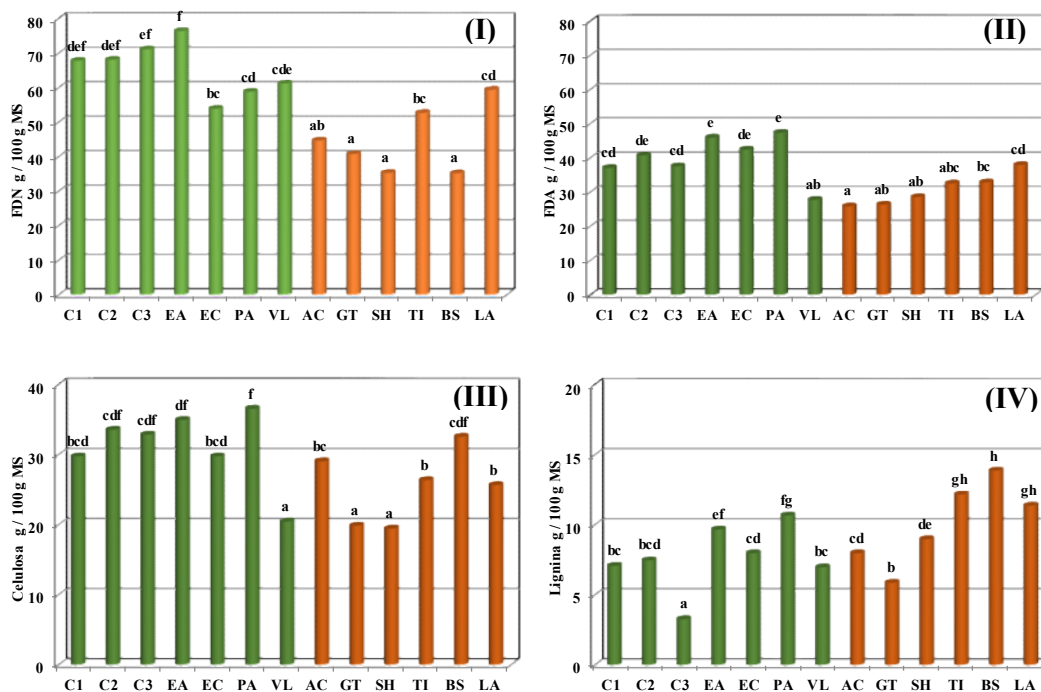 (I)
FDN g / 100 g MS
80
70
60
50
40
30
20
10
0
def def ef f bc cd cde ab a a bc a cd
C1 C2 C3 EA EC PA VL AC GT SH TI BS LA
(II)
FDA g / 100g MS
80
70
60
50
40
30
20
10
0
cd de cd e de e ab a ab ab abc bc cd
C1 C2 C3 EA EC PA VL AC GT SH TI BS LA
(III)
Celulosa g / 100g MS
40
30
20
10
0
bcd cdf cdf df bcd f a bc a a b cdf b
C1 C2 C3 EA EC PA VL AC GT SH TI BS LA
(IV)
Lignina g / 100g MS
20
15
10
5
0
bc bcd a ef cd fg bc cd b de gh h gh
C1 C2 C3 EA EC PA VL AC GT SH TI BS LA